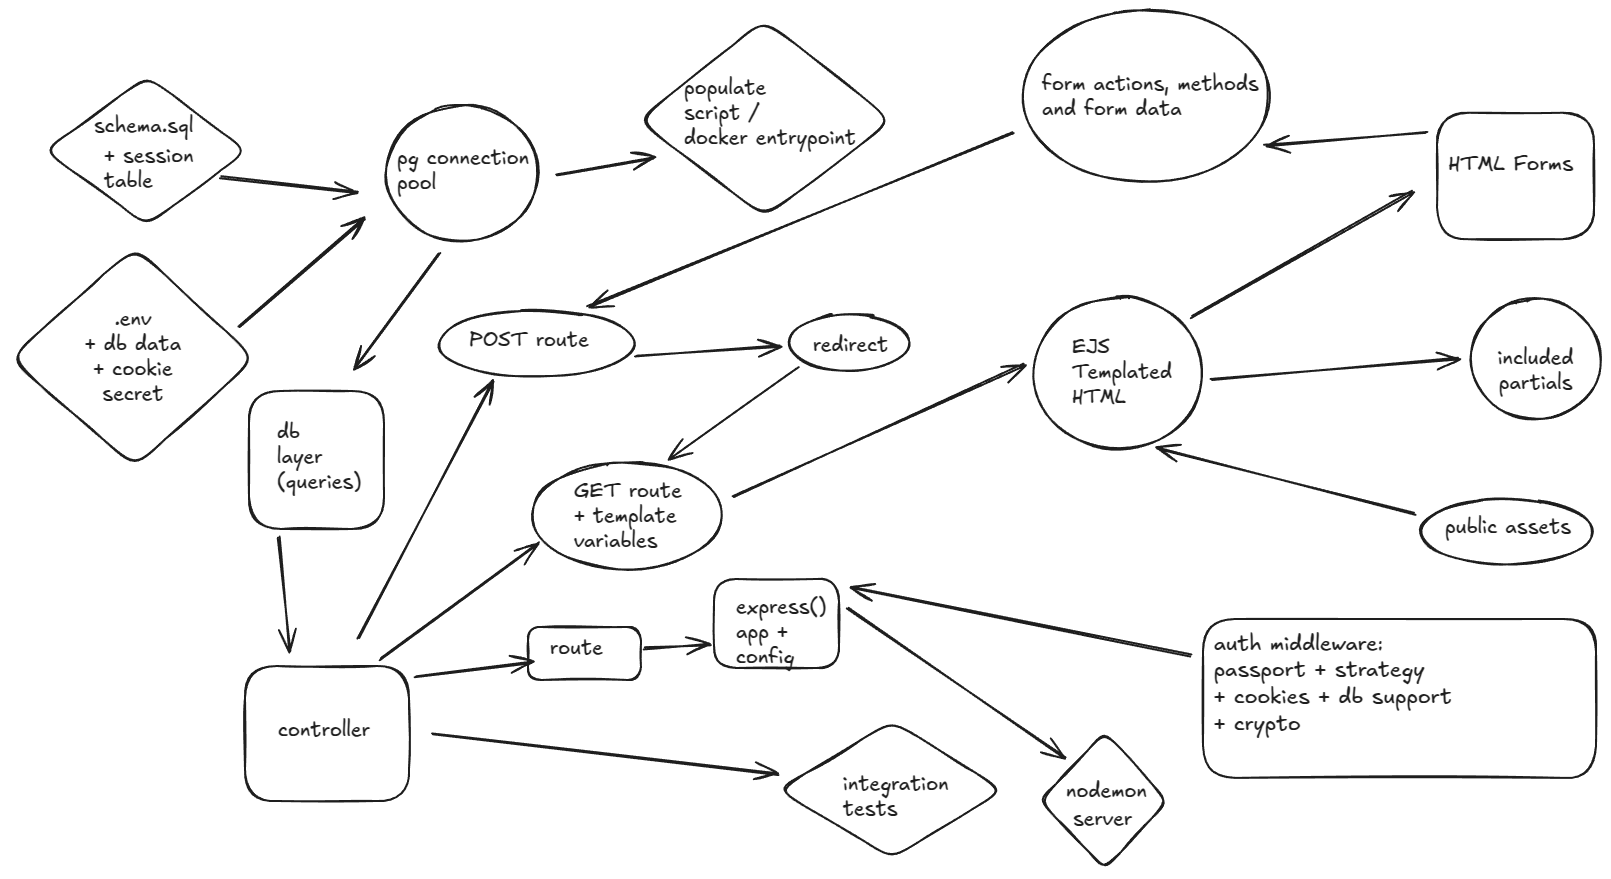 schema.sql
+ session
table
pg connection
pool
populate
script /
docker entrypoint
form actions, methods
and form data
HTML Forms
.env
+ db data
+ cookie
secret
POST route
redirect
EJS
Templated
HTML
included
partials
db
layer
(queries)
GET route
+ template
variables
public assets
express()
app +
config
route
auth middleware:
passport + strategy
+ cookies + db support
+ crypto
controller
integration
tests
nodemon
server